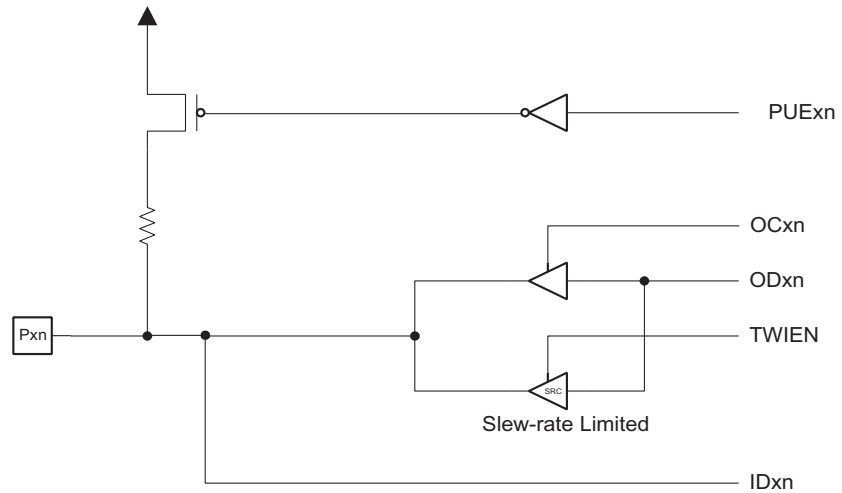 PUExn
OCxn
ODxn
Pxn
TWIEN
SRC
Slew-rate Limited
IDxn